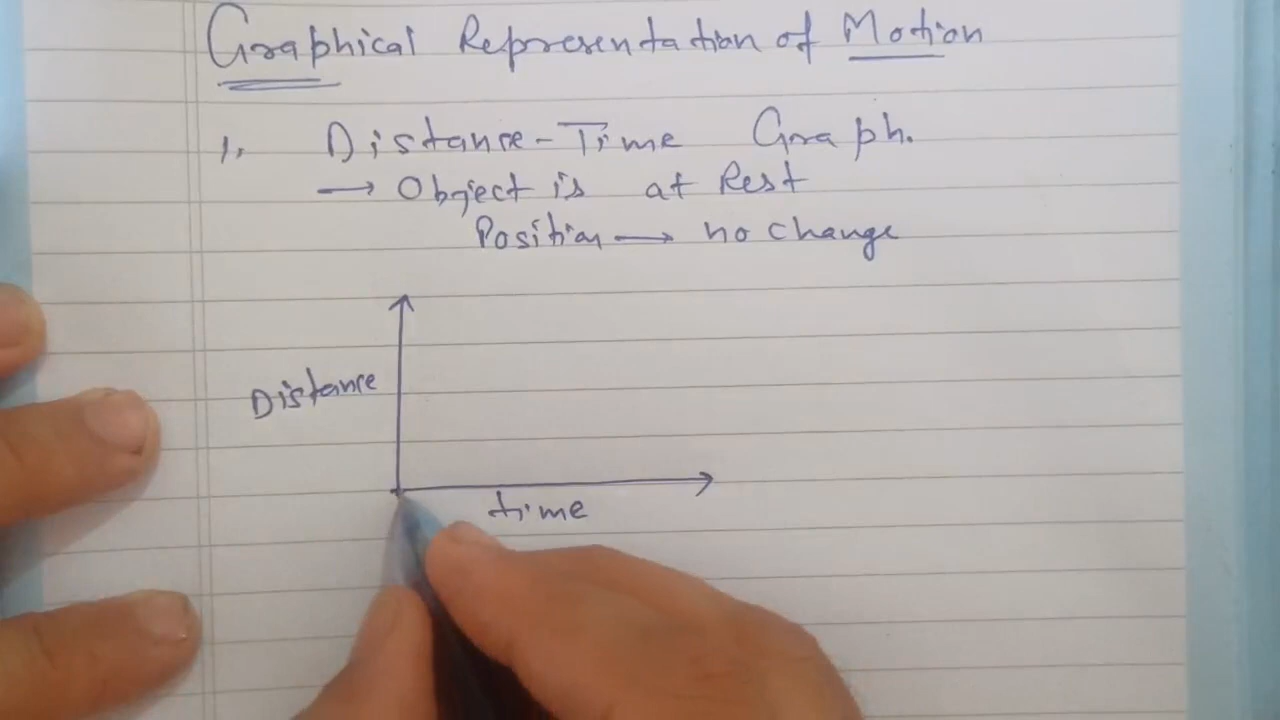 Graphical Representation of Motion
1. Distance-Time Graph.
→ Object is at Rest
Position → no change
Distance
time